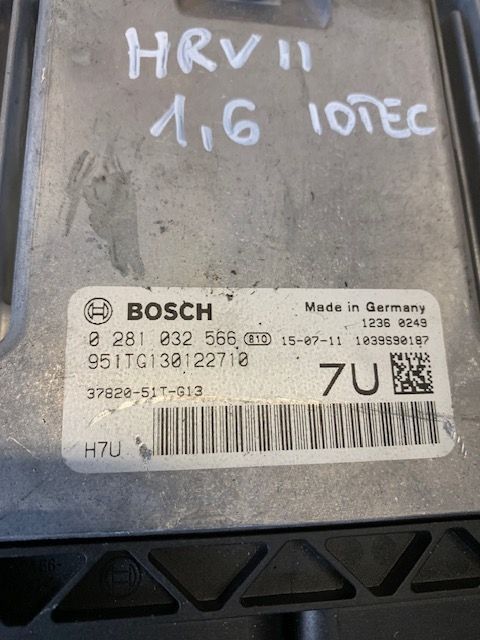 HRV II
1,6 IDTEC
BOSCH
Made in Germany
1236 0249
0 281 032 566 810 15-07-11 1039S90187
951TG130122710
7U
37820-51T-G13
H7U